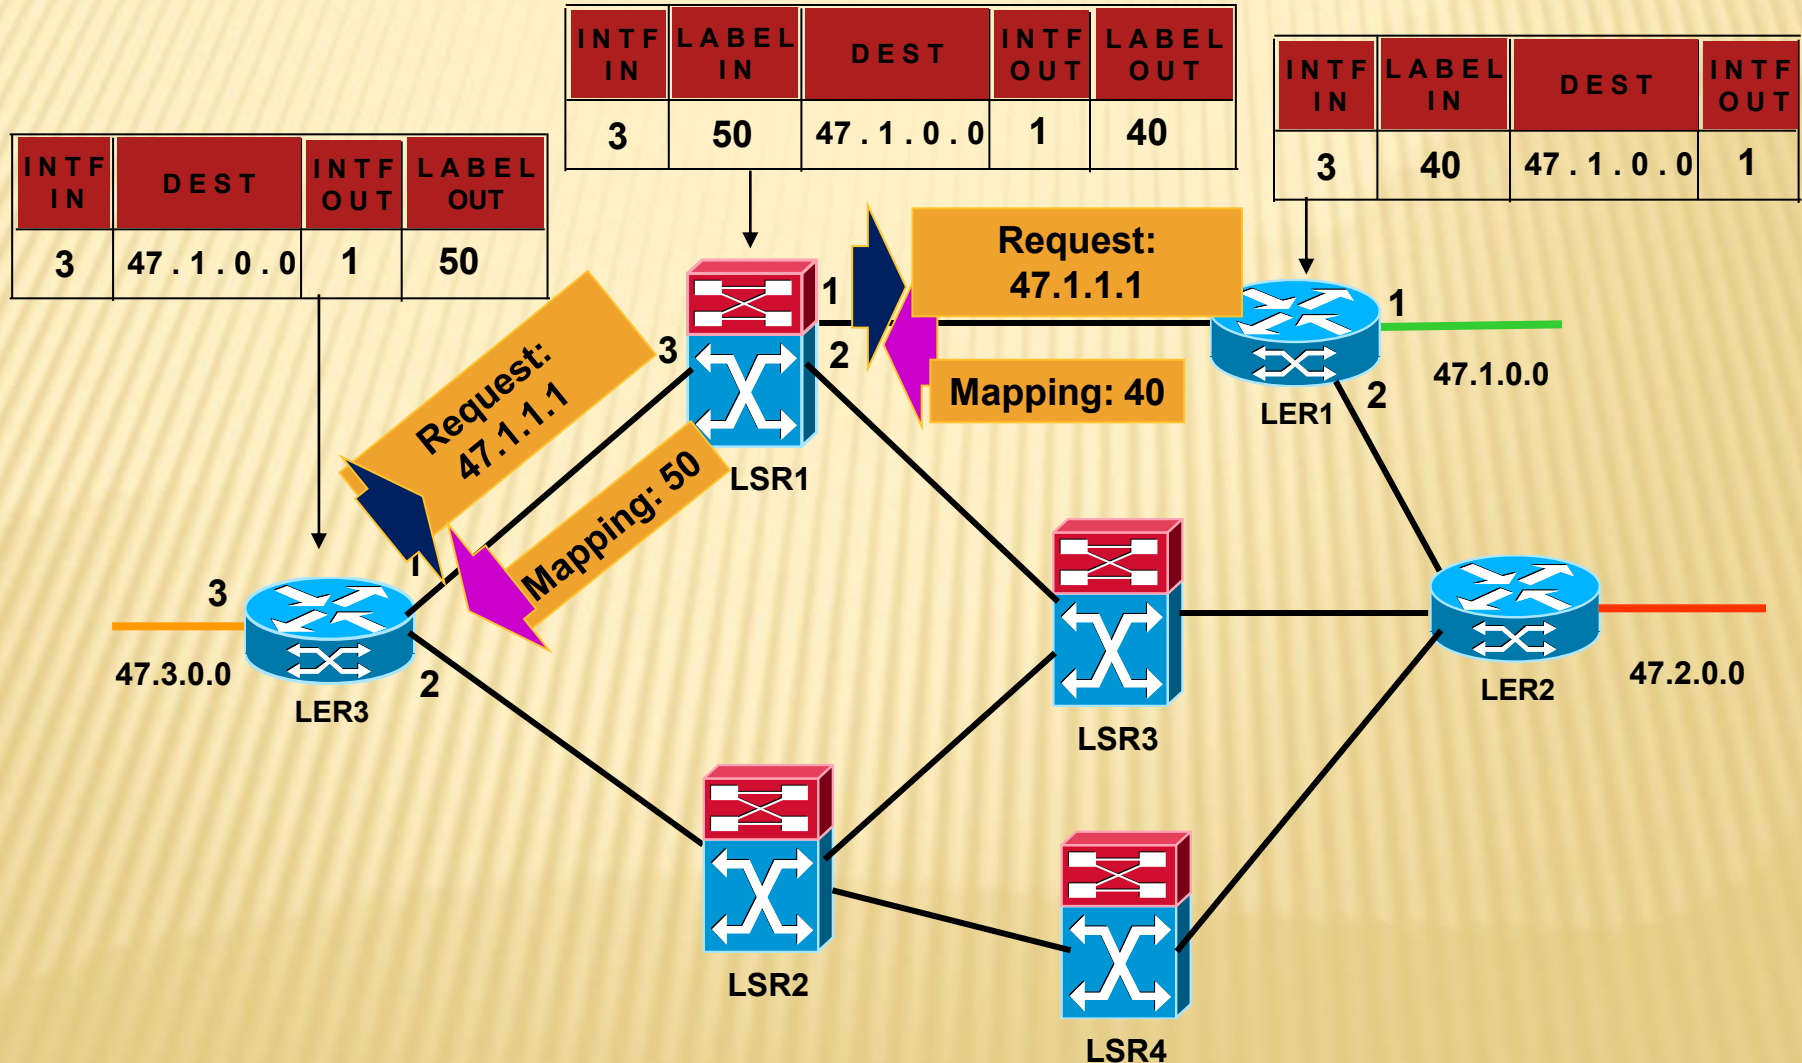 INTF IN LABEL IN DEST INTF OUT LABEL OUT
3 50 47.1.0.0 1 40
INTF IN LABEL IN DEST INTF OUT
3 40 47.1.0.0 1
INTF IN DEST INTF OUT LABEL OUT
3 47.1.0.0 1 50
Request:
47.1.1.1
Mapping: 40
1
2
3
LSR1
1
2
47.1.0.0
LER1
Request:
47.1.1.1
Mapping: 50
1
3
2
47.3.0.0
LER3
LSR3
LER2
47.2.0.0
LSR2
LSR4